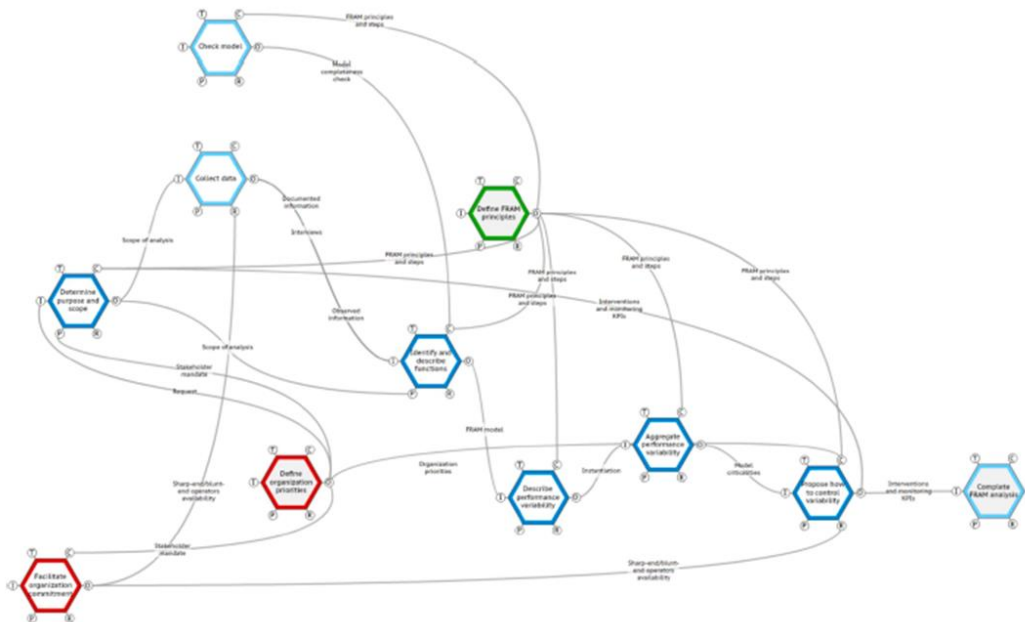 T C
FRAM principles
and steps
I Check model O
Model
completeness
check
P R
T C
I Collect data O
Documented
information
T C
P R
I Define FRAM
principles O
Interviews
Scope of analysis
P R
FRAM principles
and steps
FRAM principles
and steps
FRAM principles
and steps
FRAM principles
and steps
T C
I Determine
purpose and
scope O
FRAM principles
and steps
Interventions
and monitoring
KPIs
Observed
information
P R
T C
Scope of analysis
I Identify and
describe
functions O
Stakeholder
mandate
Request
P R
T C
FRAM model
Aggregate
performance
variability
I O
T C
Organization
priorities
Instantiation
Model
criticalities
P R
I Define
organization
priorities O
T C
I Describe
performance
variability O
T C
I Propose how
to control
variability O
Interventions
and monitoring
KPIs
T C
I Complete
FRAM analysis
Sharp-end/blunt-
end operators
availability
P R
P R
P R
P R
Stakeholder
mandate
T C
I Facilitate
organization
commitment O
Sharp-end/blunt-
end operators
availability
P R